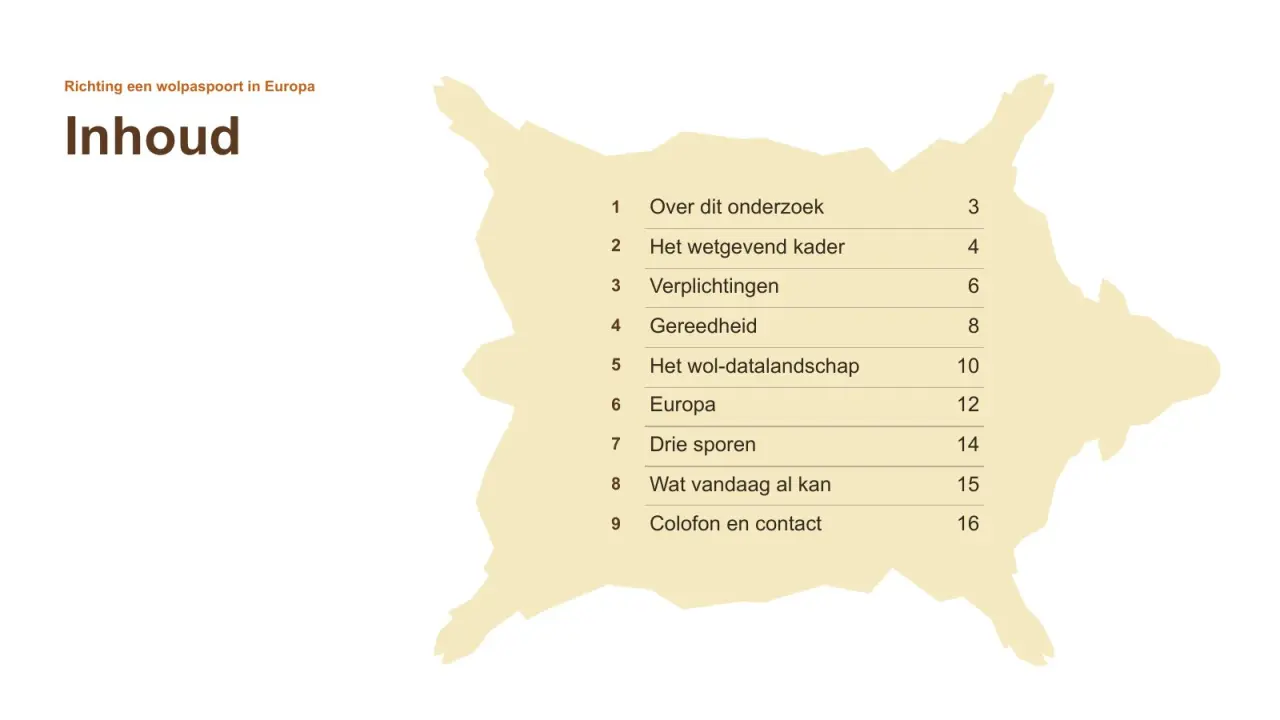 Richting een wolpaspoort in Europa
Inhoud
1 Over dit onderzoek 3
2 Het wetgevend kader 4
3 Verplichtingen 6
4 Gereedheid 8
5 Het wol-datalandschap 10
6 Europa 12
7 Drie sporen 14
8 Wat vandaag al kan 15
9 Colofon en contact 16